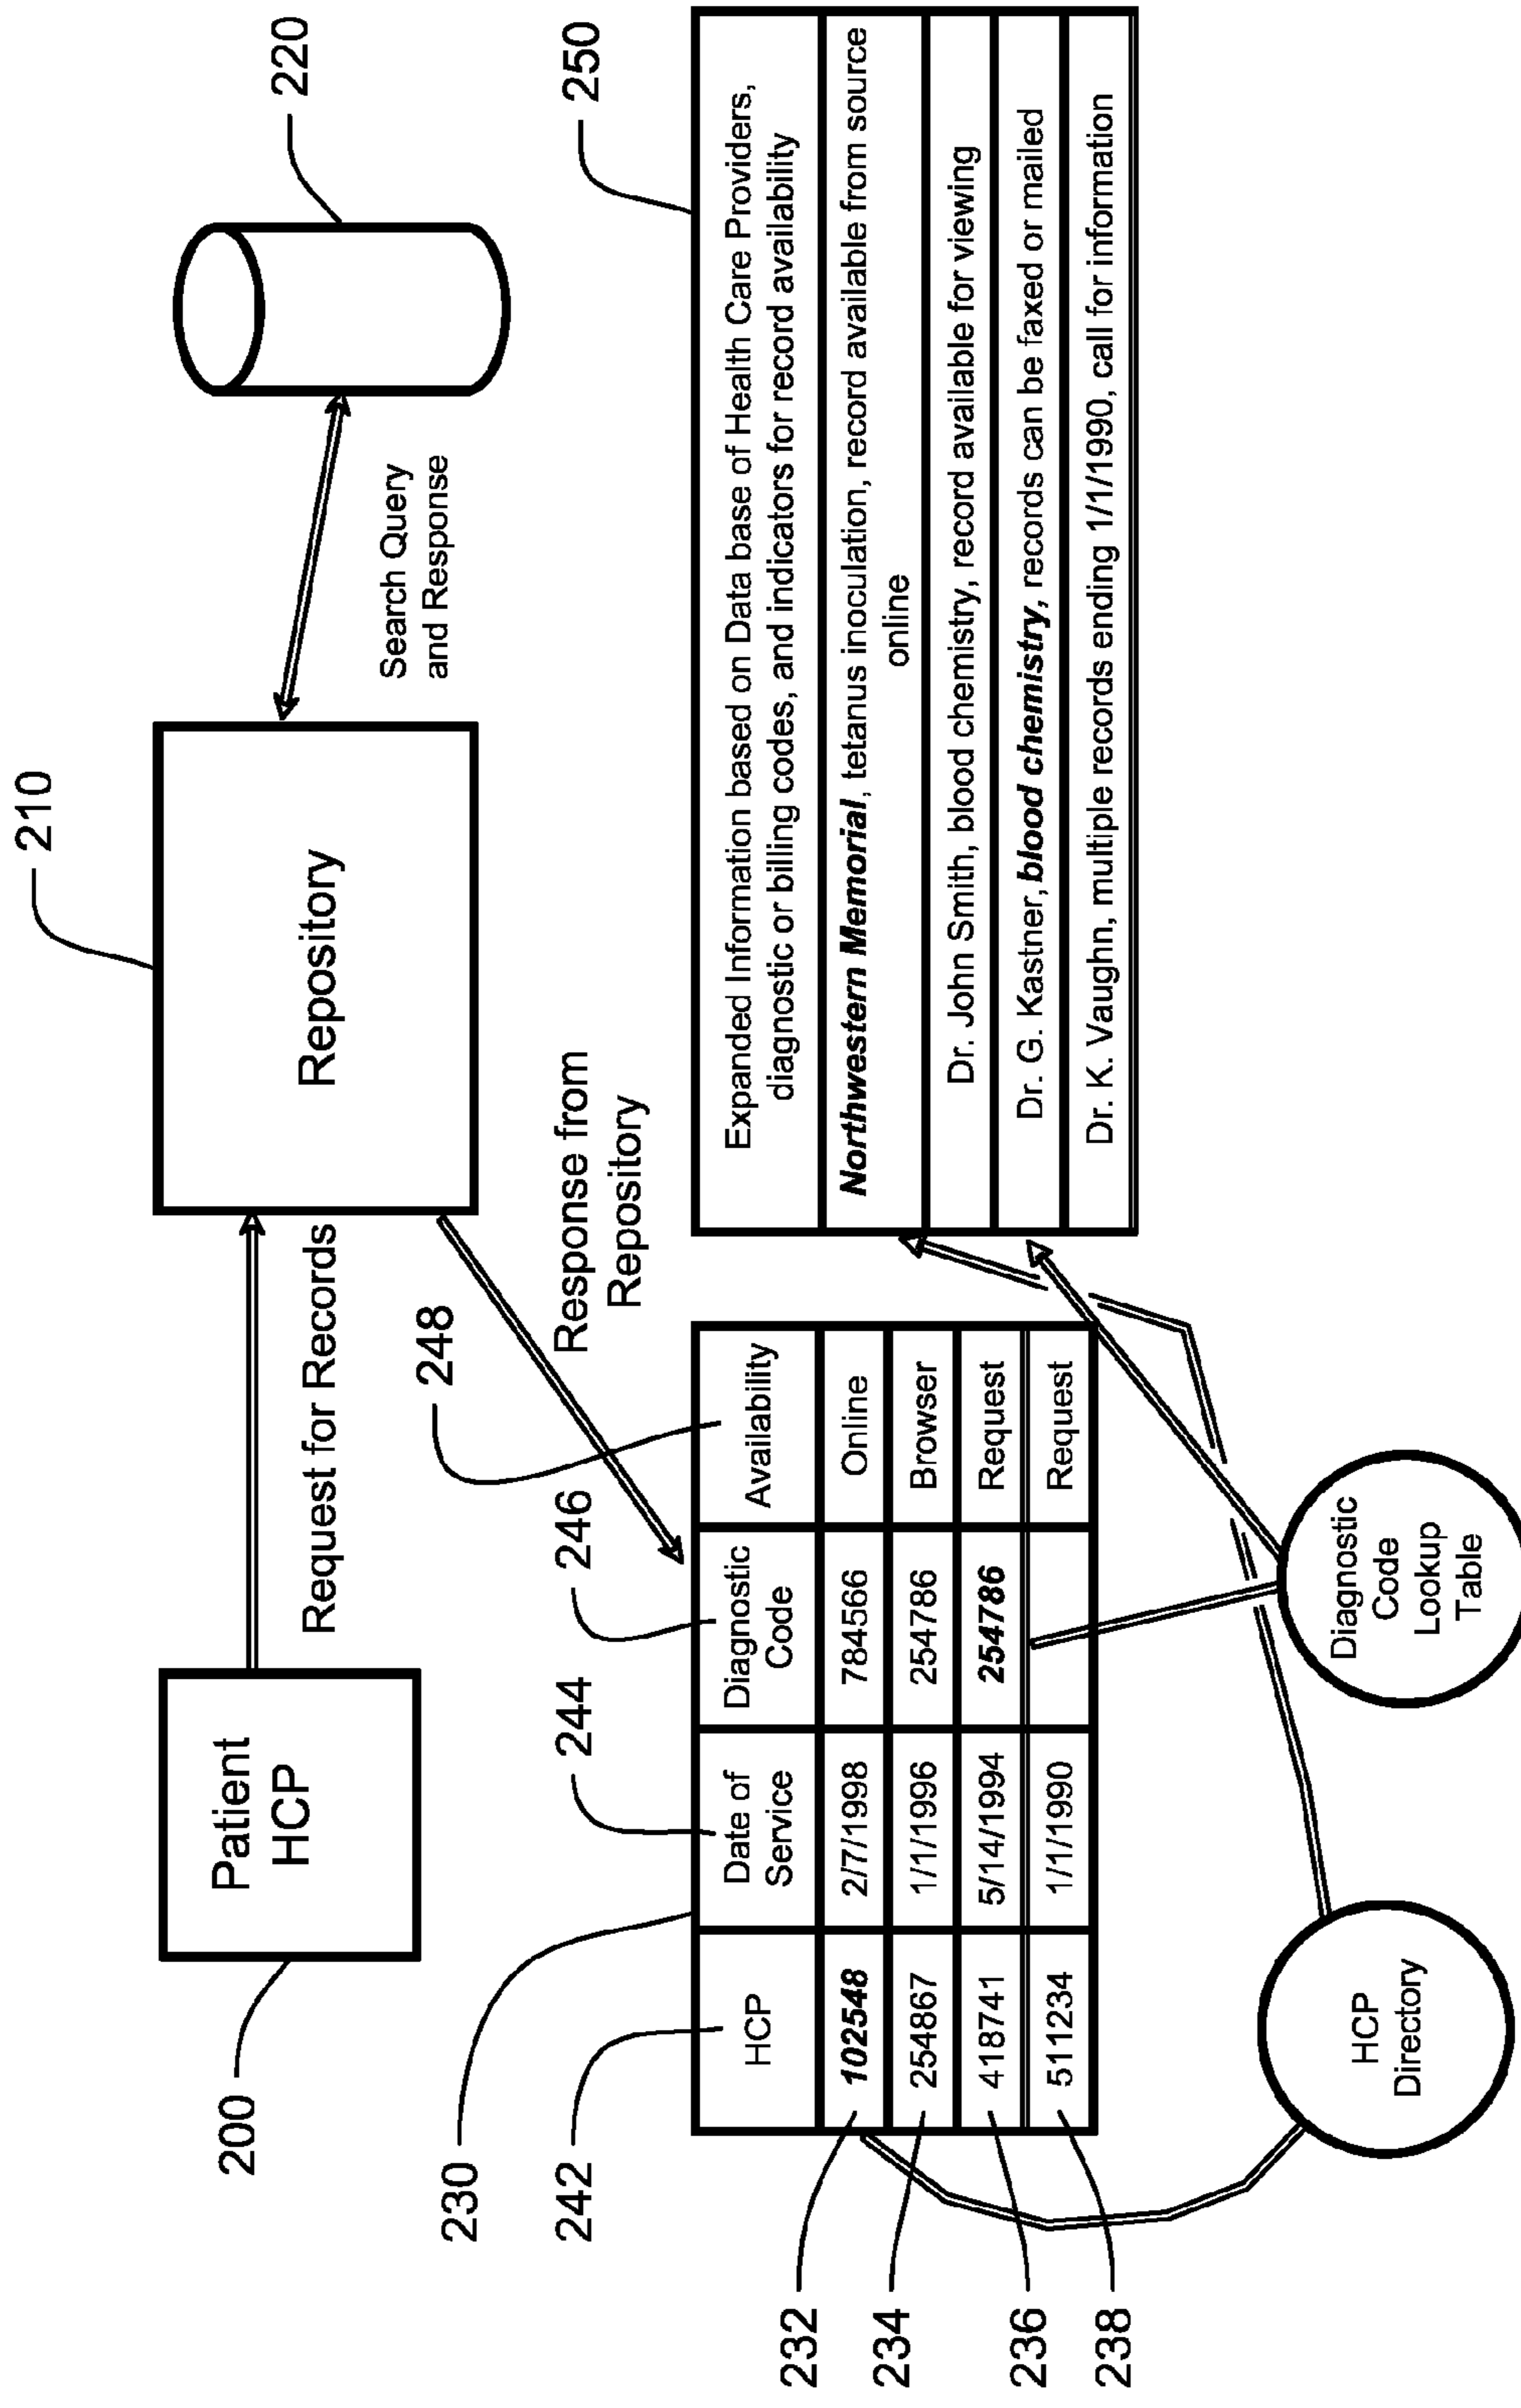 210
220
Patient
HCP
Repository
200
Request for Records
Search Query
and Response
230
242
244
246
248
Response from
Repository
250
HCP
Date of
Service
Diagnostic
Code
Availability
232
102548
2/7/1998
784566
Online
234
254867
1/1/1996
254786
Browser
236
418741
5/14/1994
254786
Request
238
511234
1/1/1990
Request
Expanded Information based on Data base of Health Care Providers,
diagnostic or billing codes, and indicators for record availability
Northwestern Memorial, tetanus inoculation, record available from source
online
Dr. John Smith, blood chemistry, record available for viewing
Dr. G. Kastner, blood chemistry, records can be faxed or mailed
Dr. K. Vaughn, multiple records ending 1/1/1990, call for information
HCP
Directory
Diagnostic
Code
Lookup
Table